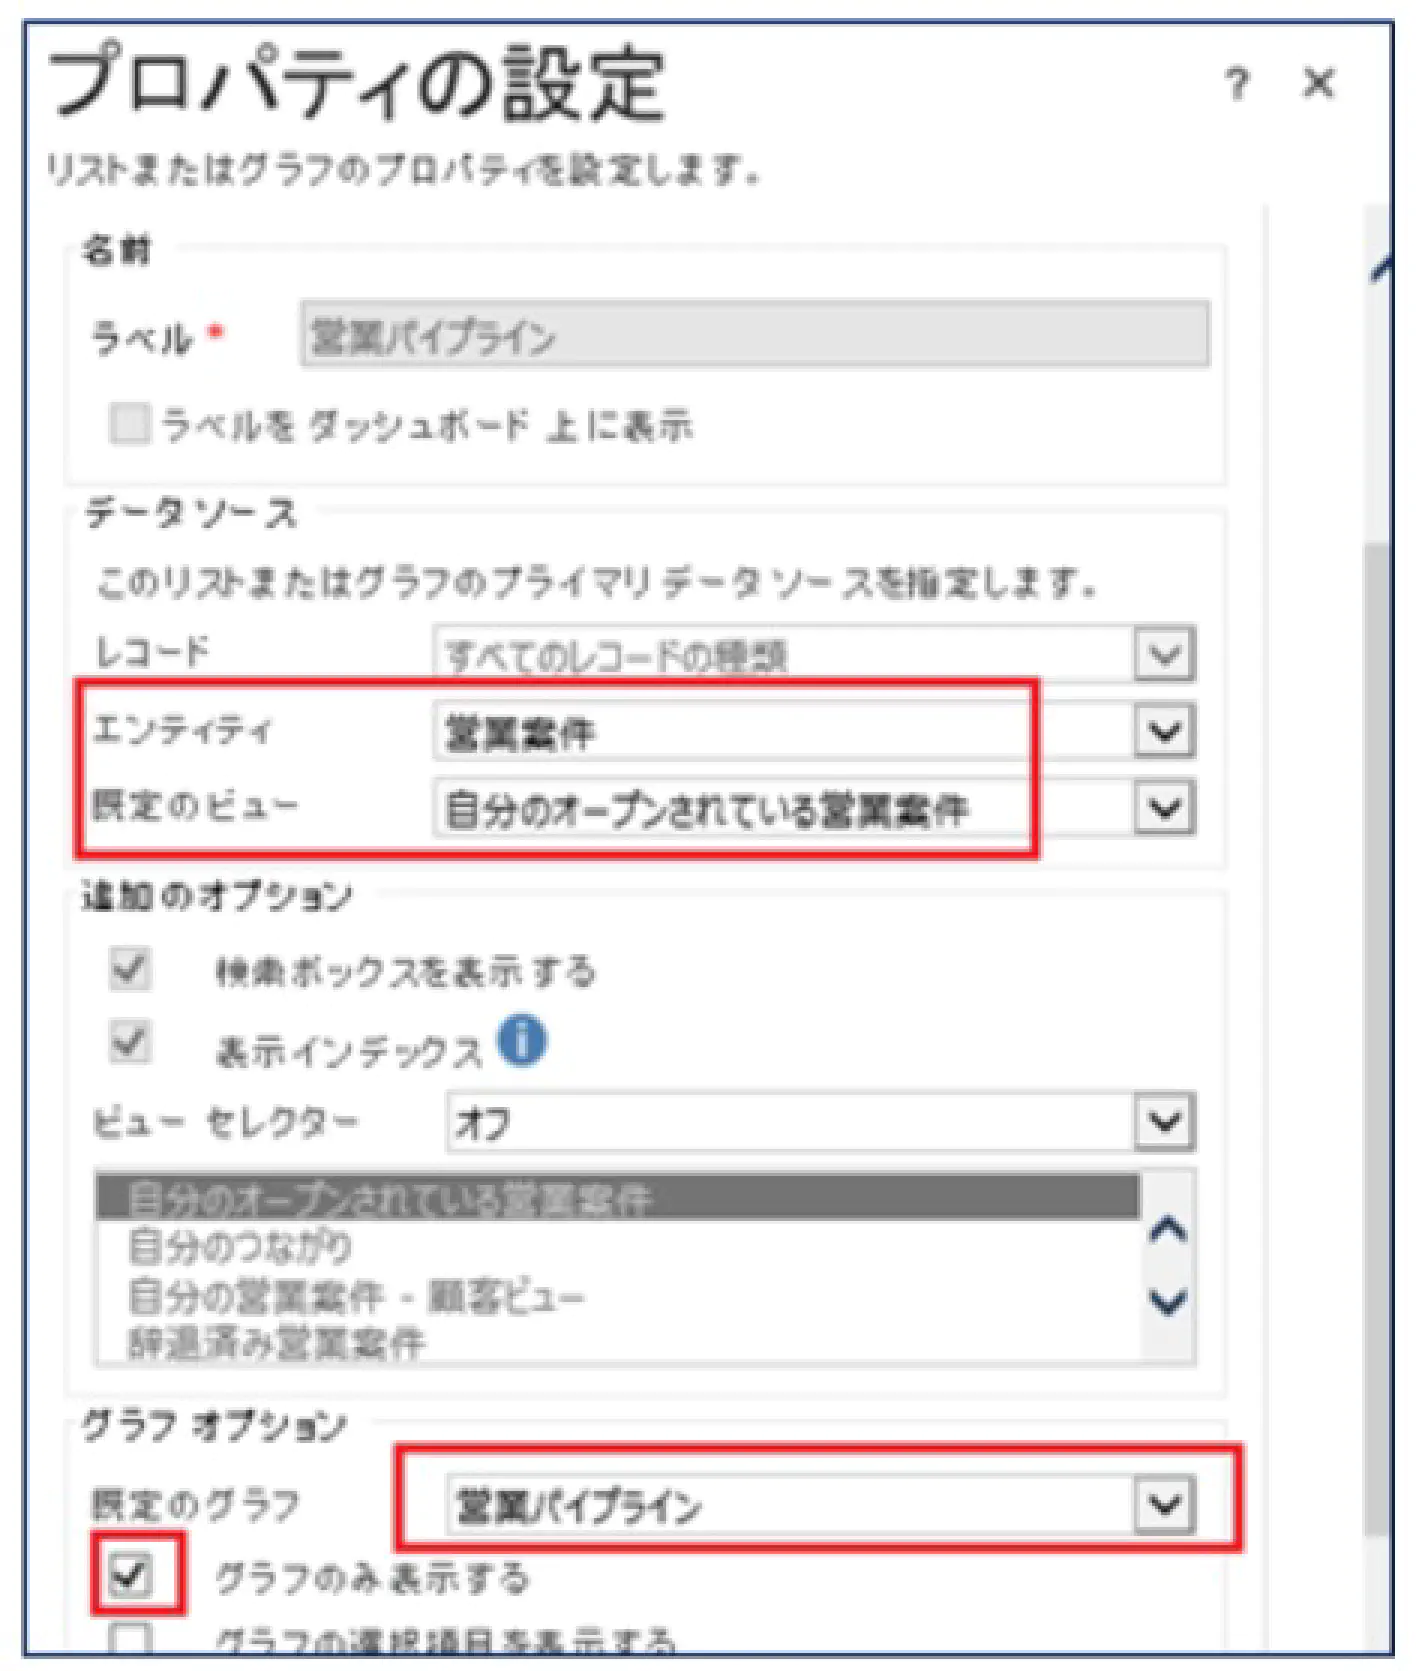 プロパティの設定
? ×
リストまたはグラフのプロパティを設定します。
名前
ラベル * 営業パイプライン
ラベルを ダッシュボード 上に表示
データ ソース
このリストまたはグラフのプライマリ データ ソースを指定します。
レコード すべてのレコードの種類
エンティティ 営業案件
既定のビュー 自分のオープンされている営業案件
追加のオプション
検索ボックスを表示する
表示インデックス i
ビュー セレクター オフ
自分のオープンされている営業案件
自分のつながり
自分の営業案件 - 顧客ビュー
辞退済み営業案件
グラフ オプション
既定のグラフ 営業パイプライン
グラフのみ表示する
グラフの選択項目を表示する